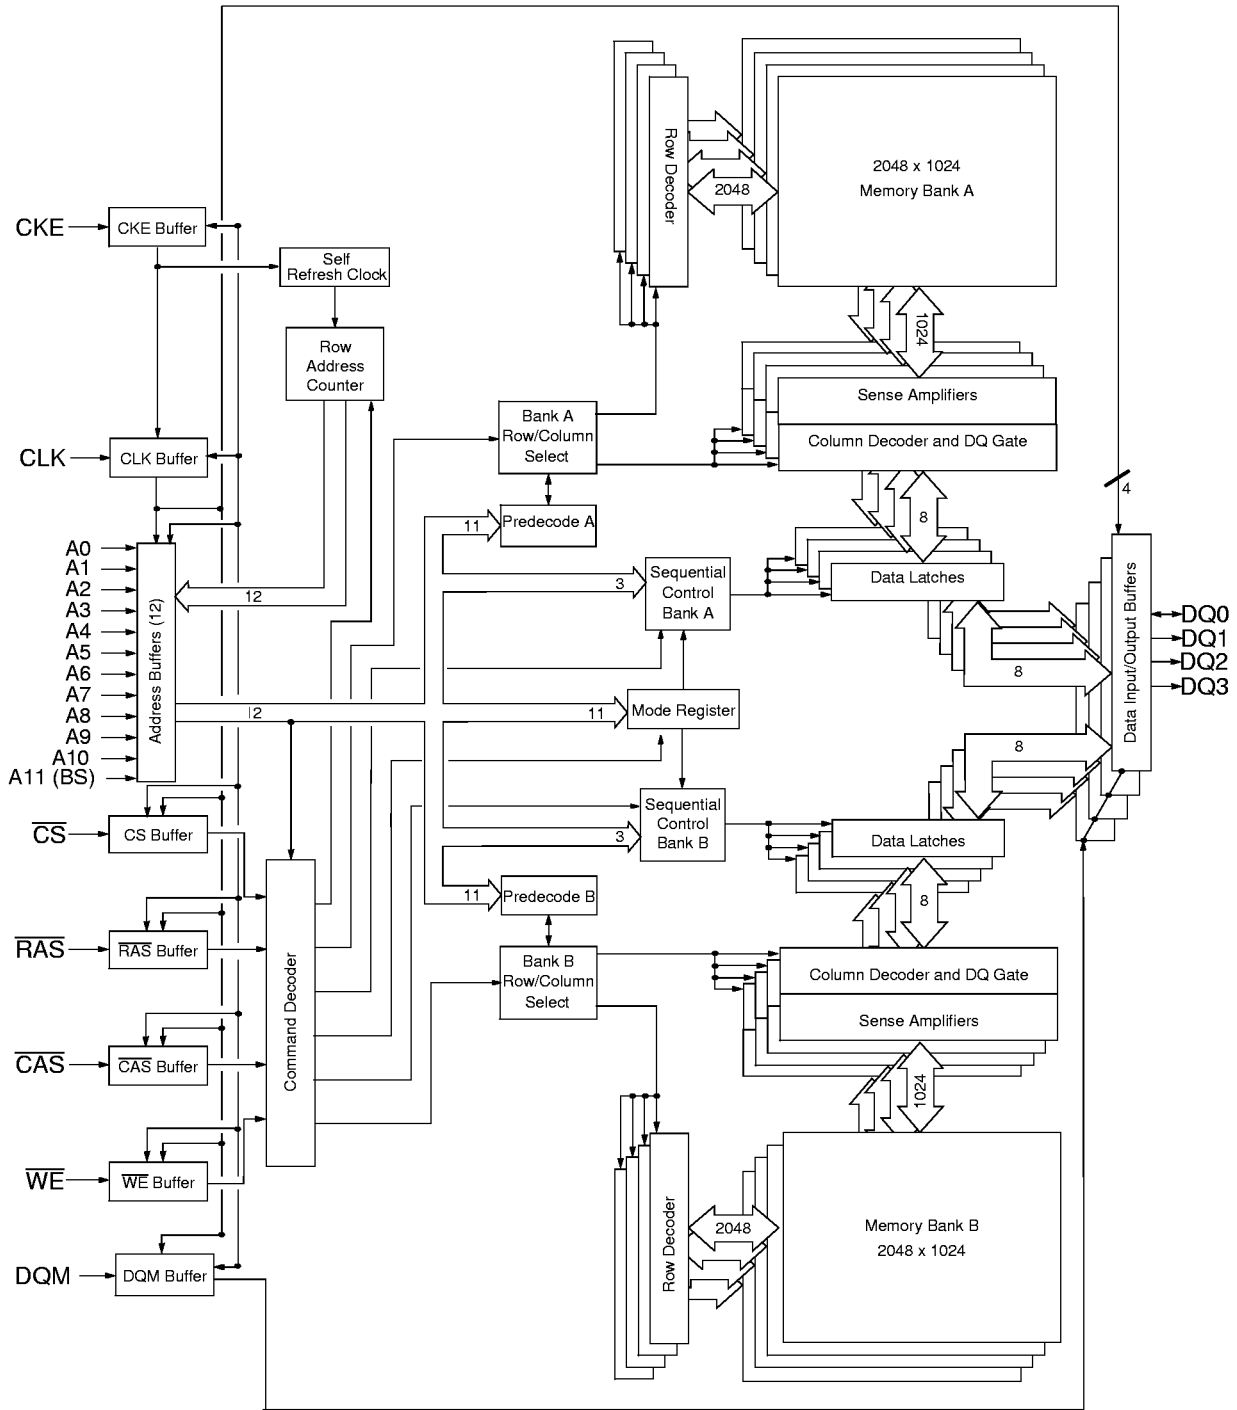 2048 x 1024
Memory Bank A
Row Decoder
2048
CKE
CKE Buffer
Self
Refresh Clock
1024
Row
Address
Counter
Sense Amplifiers
Bank A
Row/Column
Select
Column Decoder and DQ Gate
CLK
CLK Buffer
4
11
Predecode A
8
A0
A1
A2
A3
A4
A5
A6
A7
A8
A9
A10
A11 (BS)
Address Buffers (12)
12
3
Sequential
Control
Bank A
Data Latches
Data Input/Output Buffers
DQ0
DQ1
DQ2
DQ3
8
12
11
Mode Register
8
Sequential
Control
Bank B
3
Data Latches
CS
CS Buffer
11
Predecode B
8
RAS
RAS Buffer
Command Decoder
Bank B
Row/Column
Select
Column Decoder and DQ Gate
Sense Amplifiers
CAS
CAS Buffer
1024
WE
WE Buffer
Row Decoder
2048
Memory Bank B
2048 x 1024
DQM
DQM Buffer